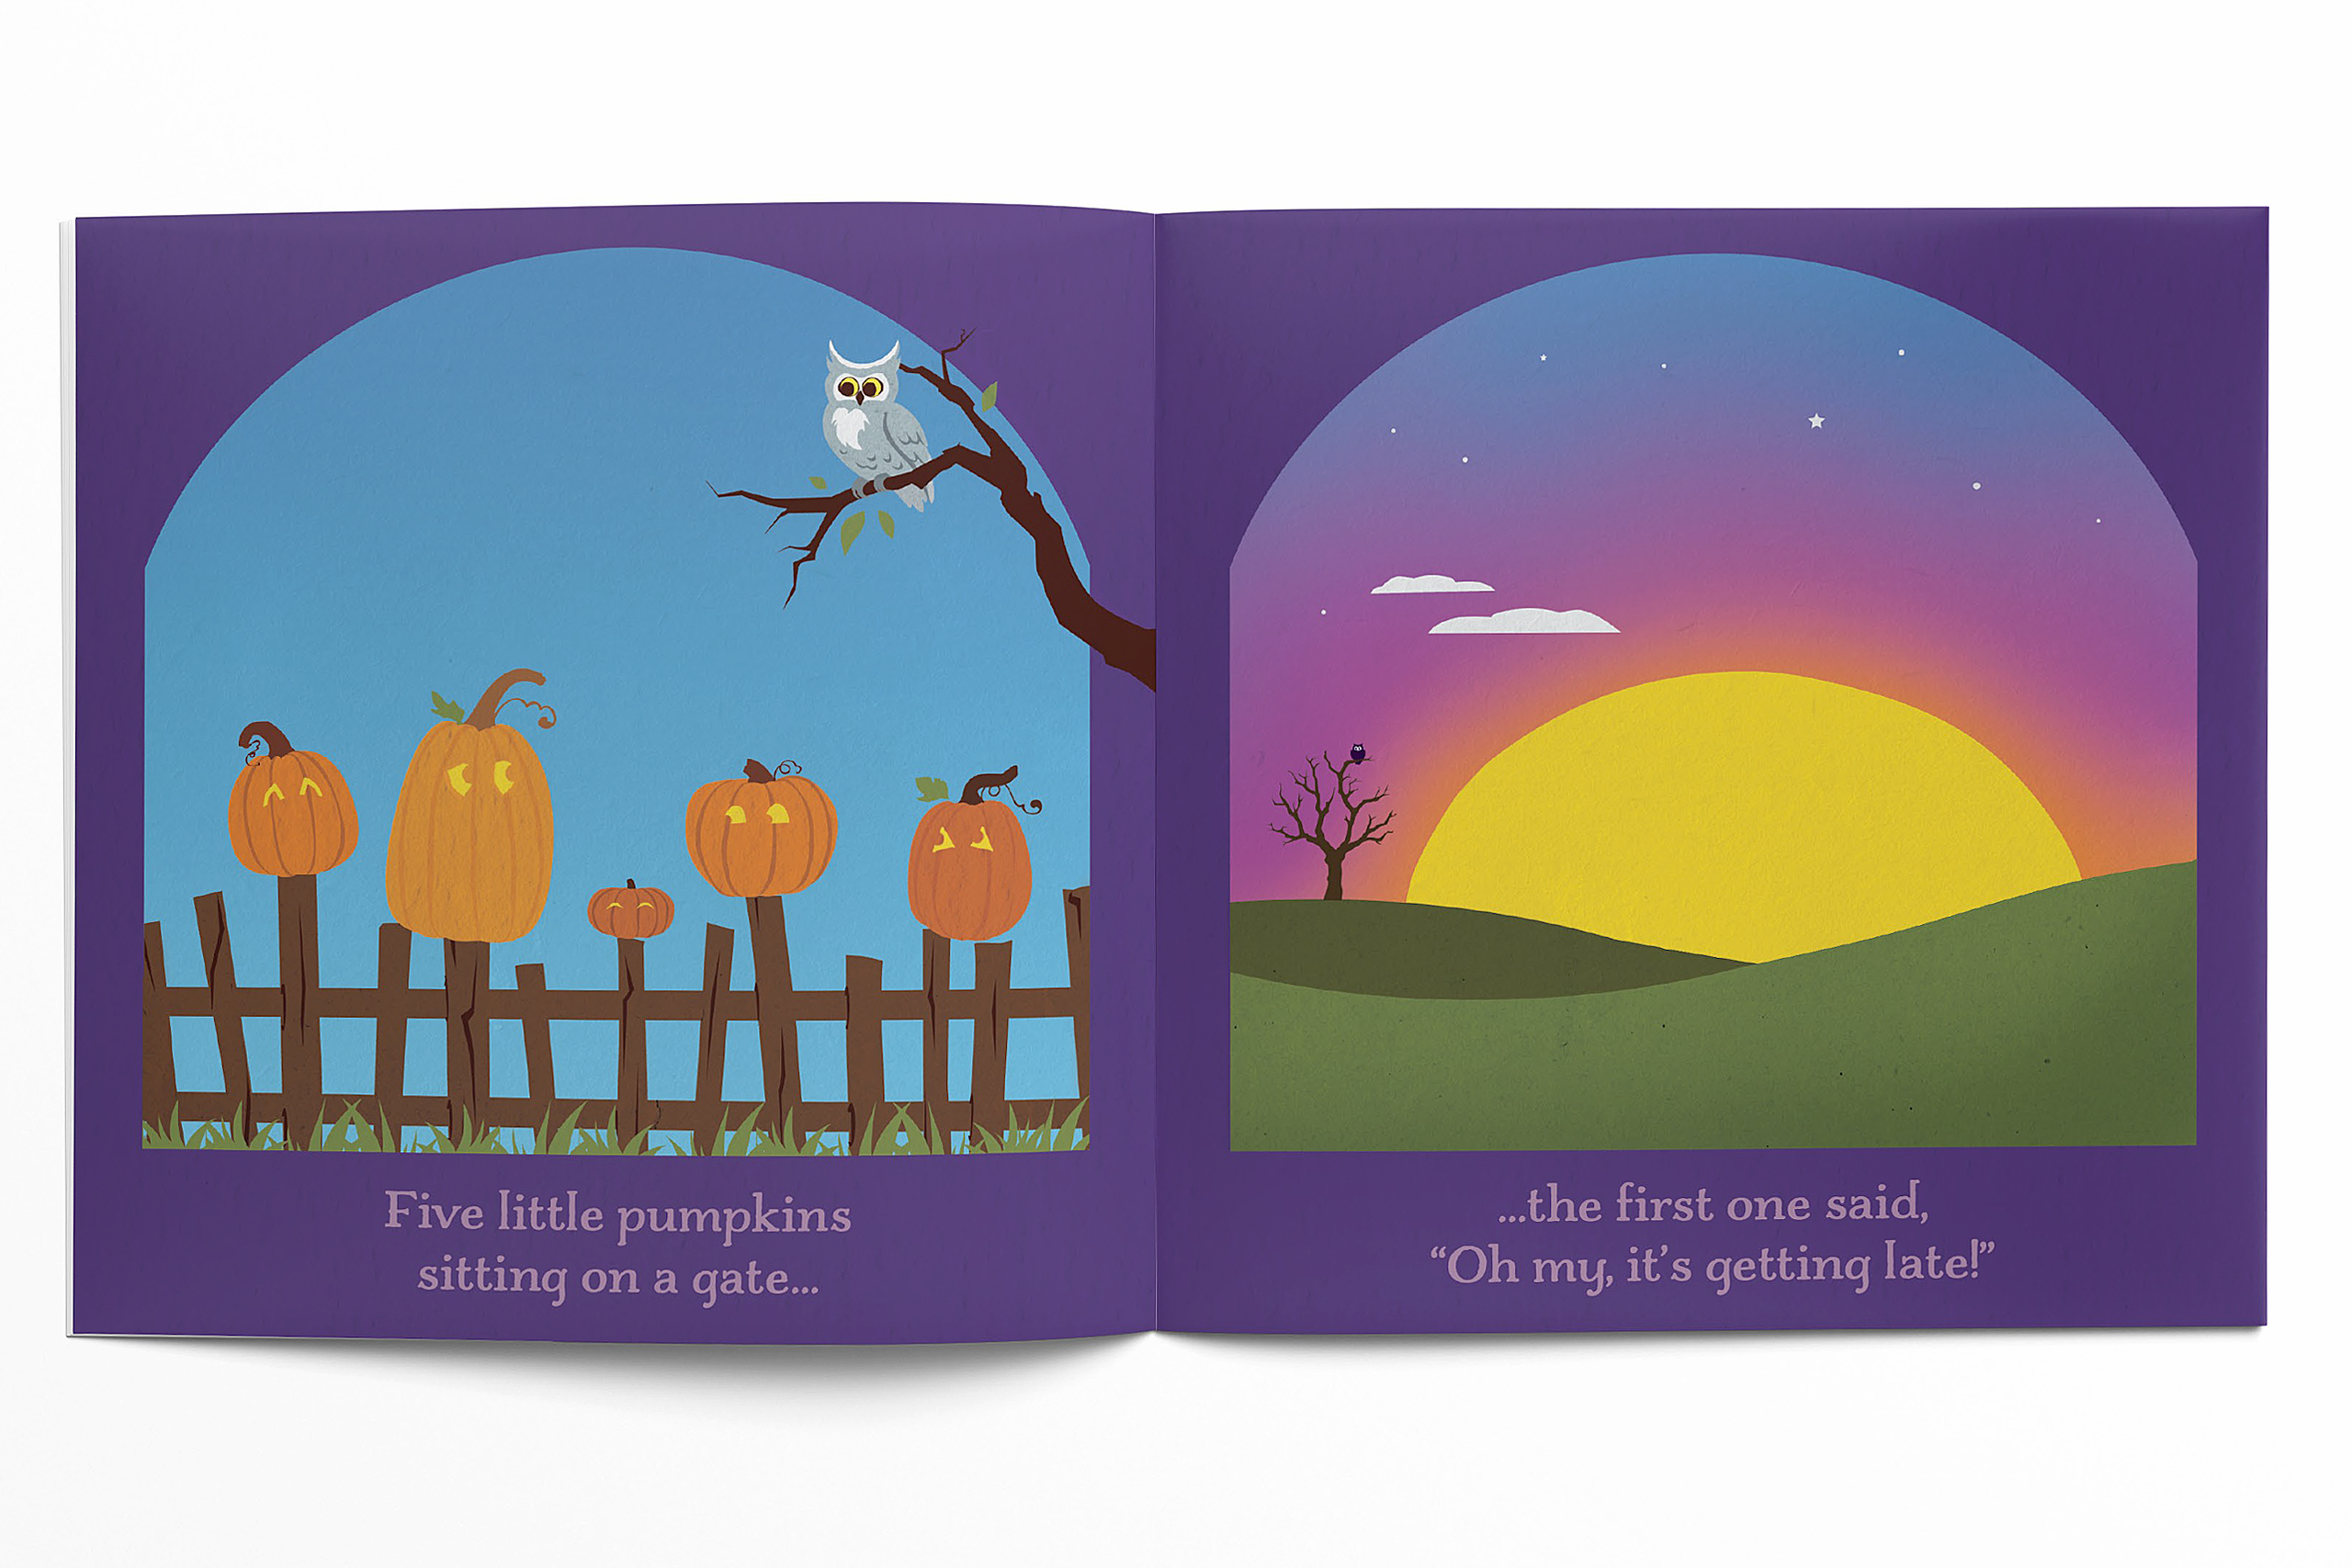 Five little pumpkins
sitting on a gate...
...the first one said,
“Oh my, it’s getting late!”